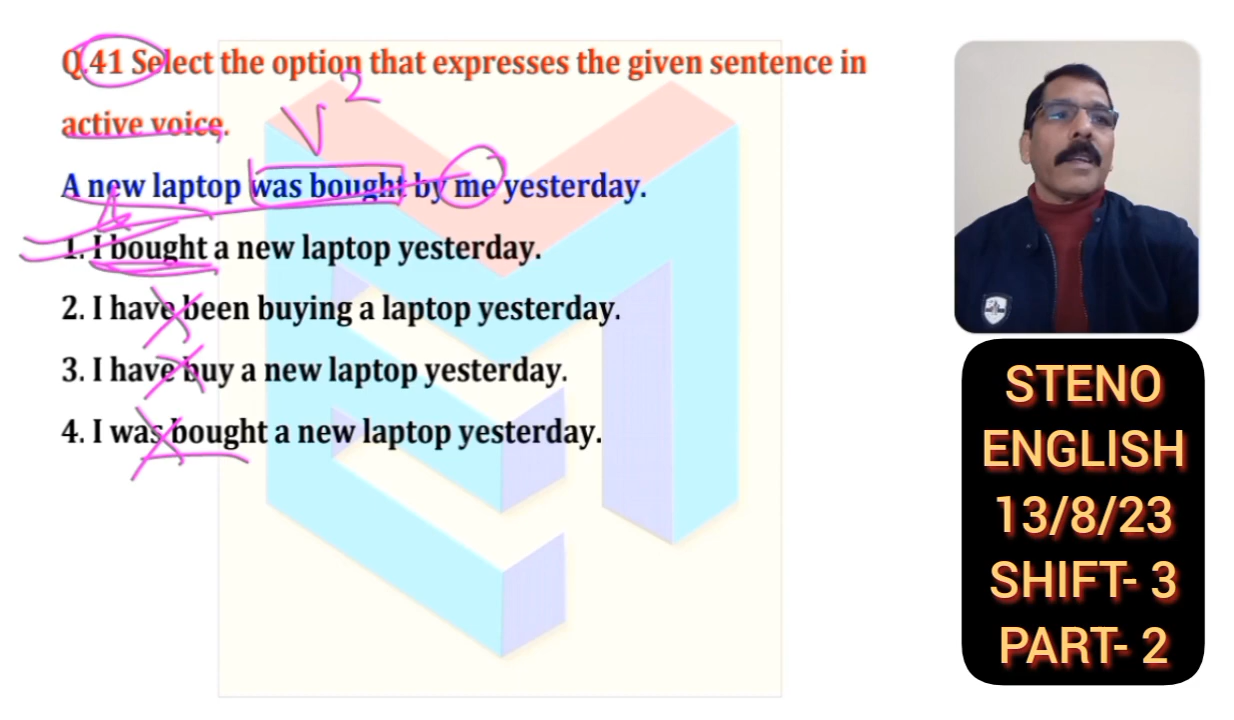 Q.41 Select the option that expresses the given sentence in
active voice.
V 2
A new laptop was bought by me yesterday.
1. I bought a new laptop yesterday.
2. I have been buying a laptop yesterday.
3. I have buy a new laptop yesterday.
4. I was bought a new laptop yesterday.
STENO
ENGLISH
13/8/23
SHIFT- 3
PART- 2